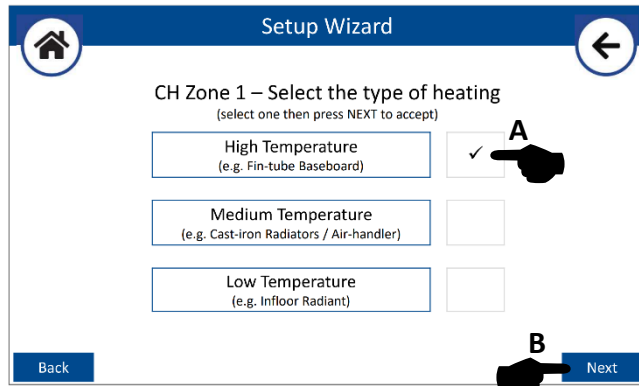 Setup Wizard
CH Zone 1 – Select the type of heating
(select one then press NEXT to accept)
A
High Temperature
(e.g. Fin-tube Baseboard)
✓
Medium Temperature
(e.g. Cast-iron Radiators / Air-handler)
Low Temperature
(e.g. Infloor Radiant)
B
Back
Next